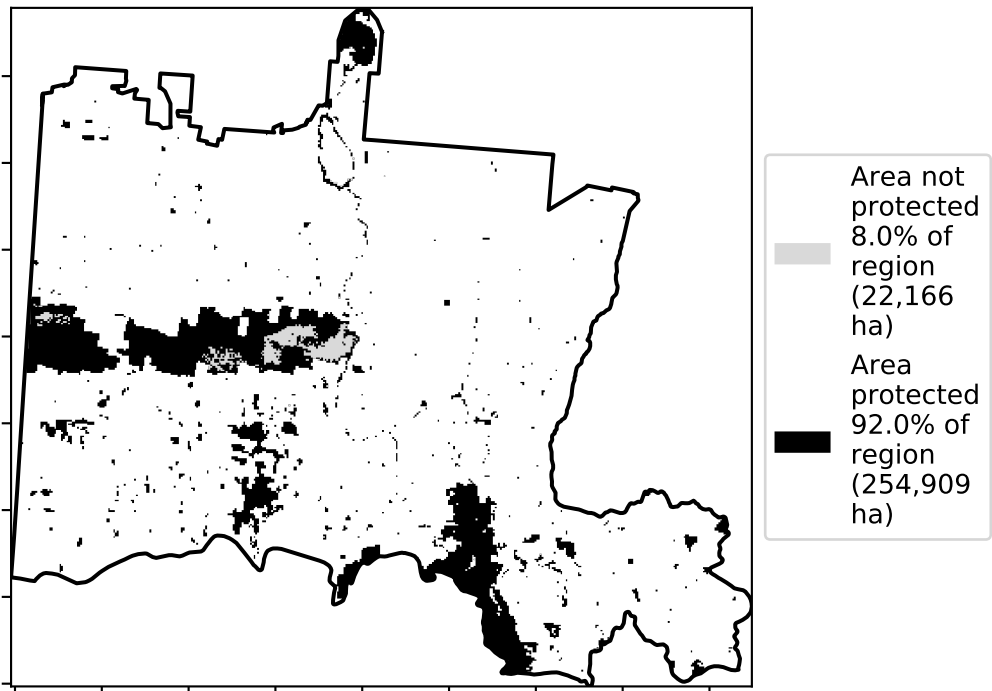 Area not
protected
8.0% of
region
(22,166
ha)
Area
protected
92.0% of
region
(254,909
ha)